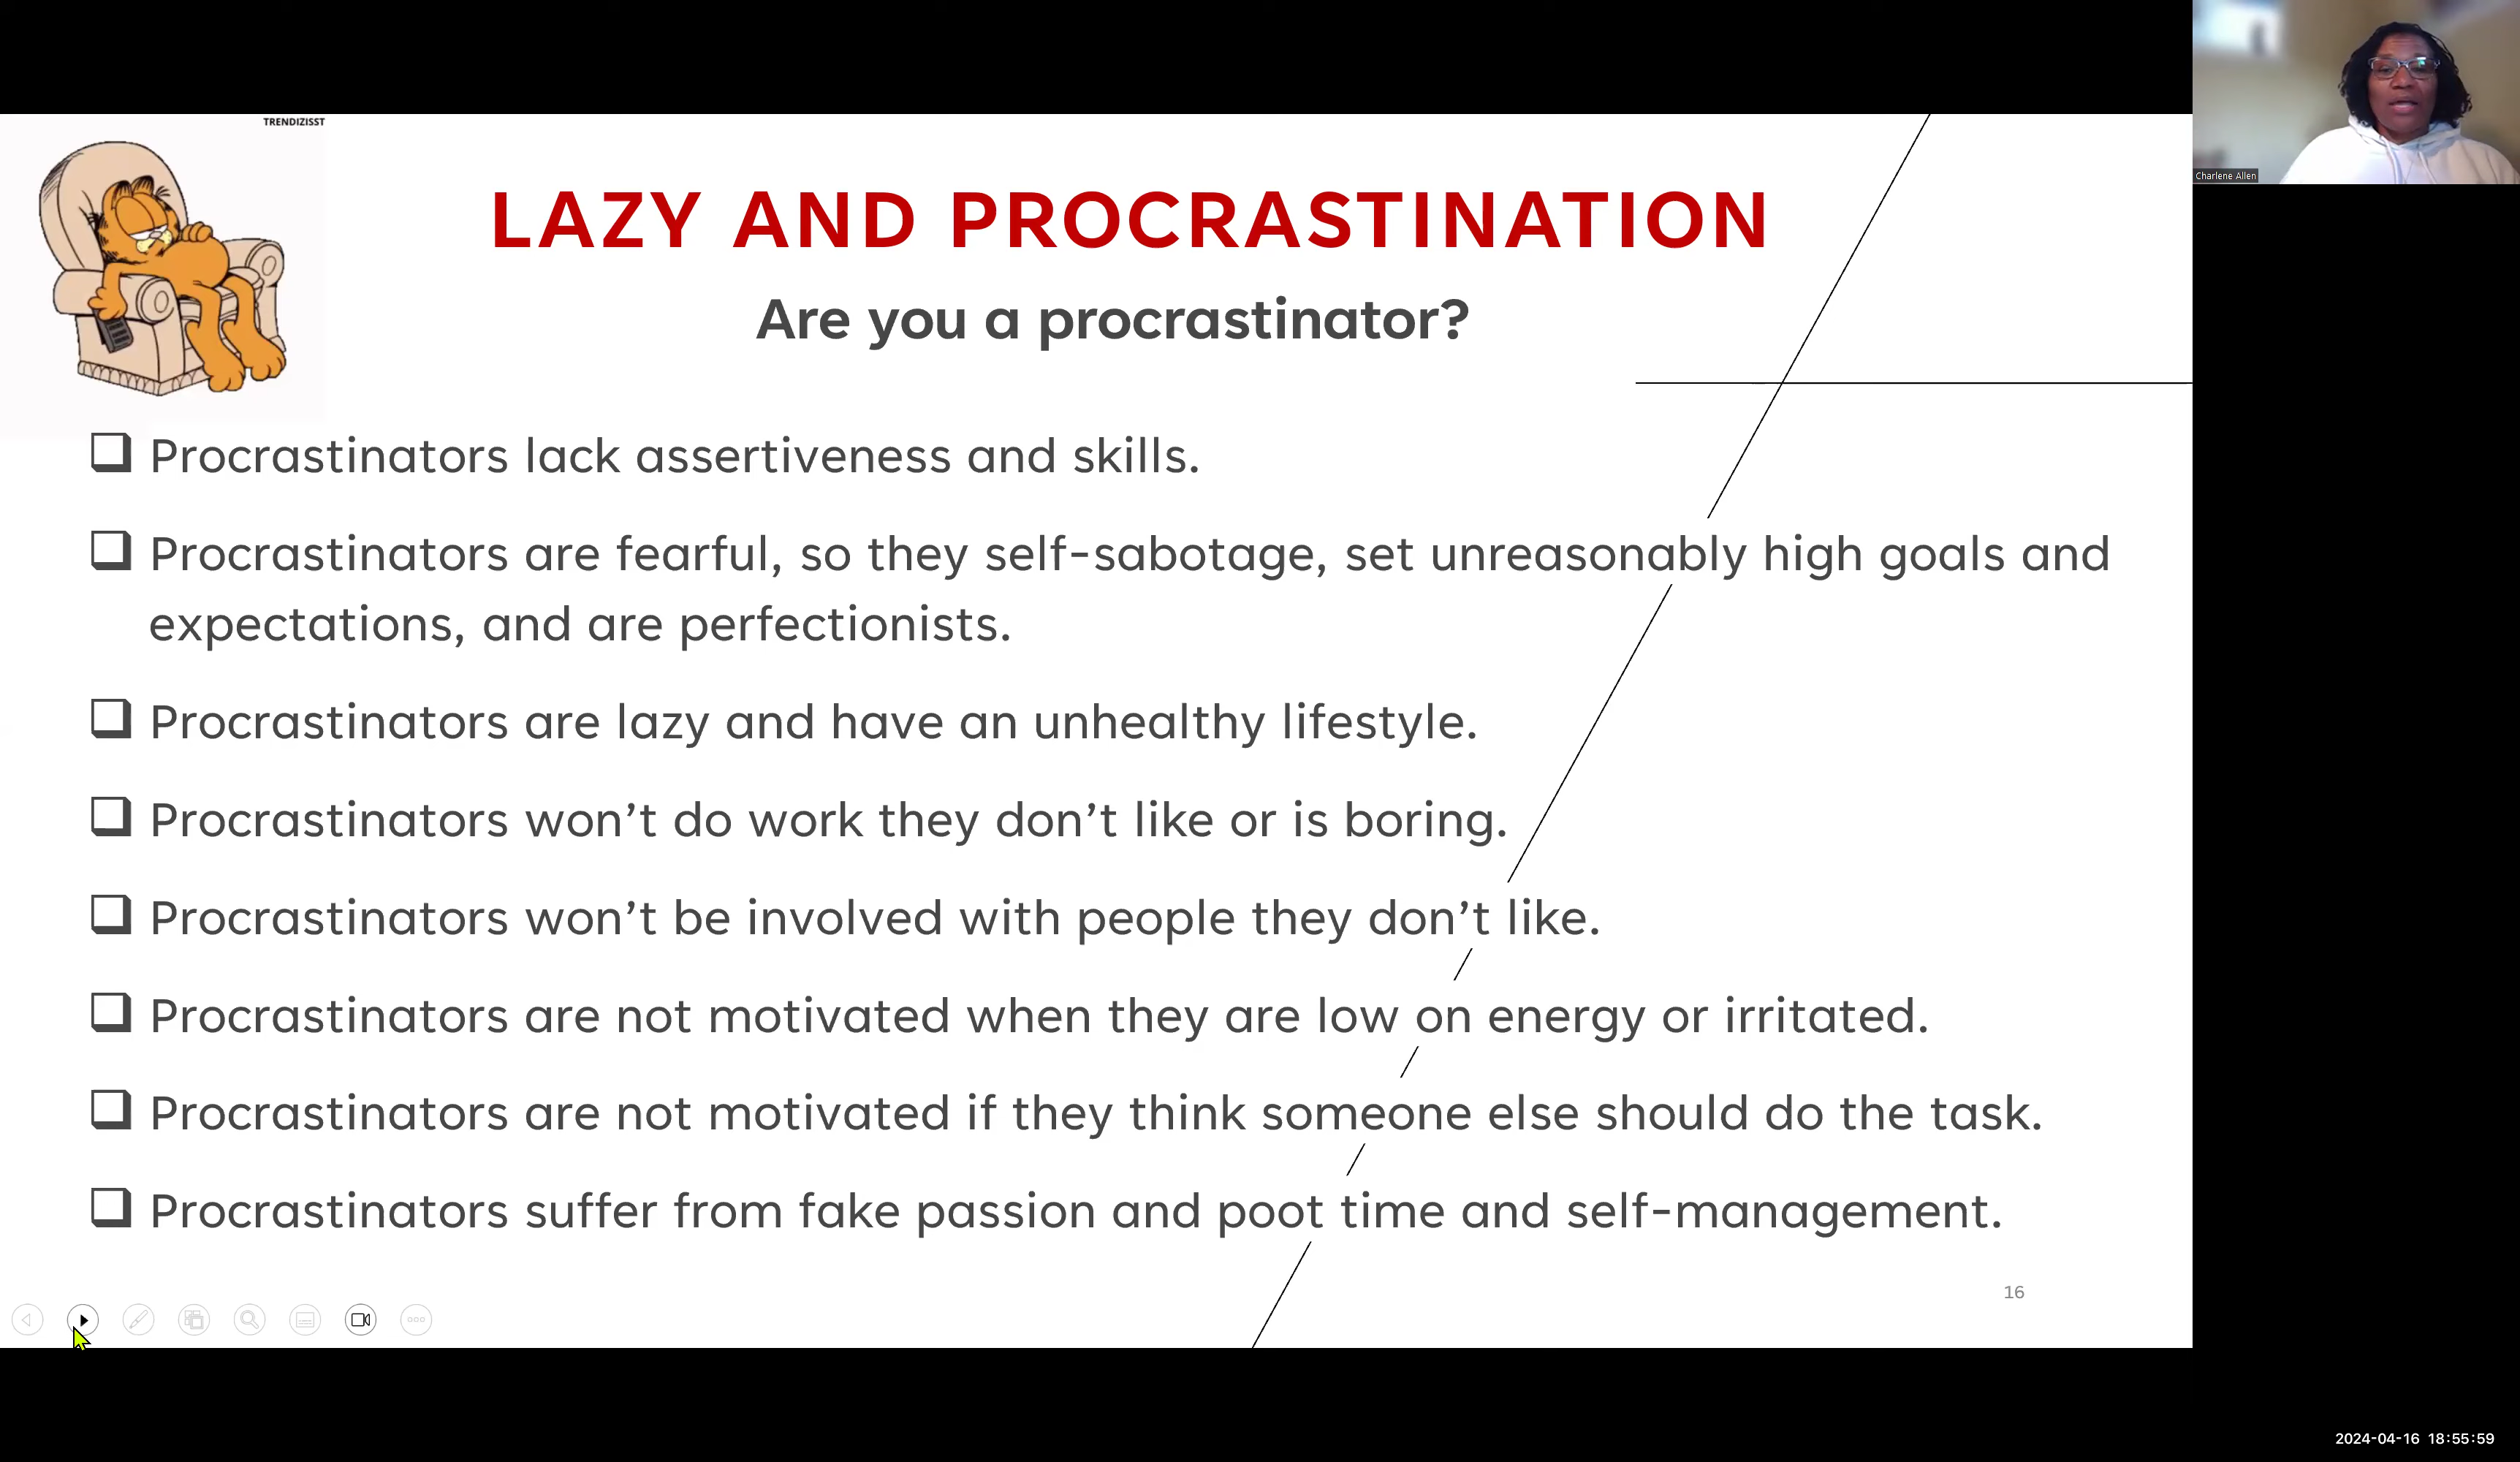 TRENDIZISST
LAZY AND PROCRASTINATION
Are you a procrastinator?
Procrastinators lack assertiveness and skills.
Procrastinators are fearful, so they self-sabotage, set unreasonably high goals and
expectations, and are perfectionists.
Procrastinators are lazy and have an unhealthy lifestyle.
Procrastinators won’t do work they don’t like or is boring.
Procrastinators won’t be involved with people they don’t like.
Procrastinators are not motivated when they are low on energy or irritated.
Procrastinators are not motivated if they think someone else should do the task.
Procrastinators suffer from fake passion and poot time and self-management.
16
Charlene Allen
2024-04-16 18:55:59